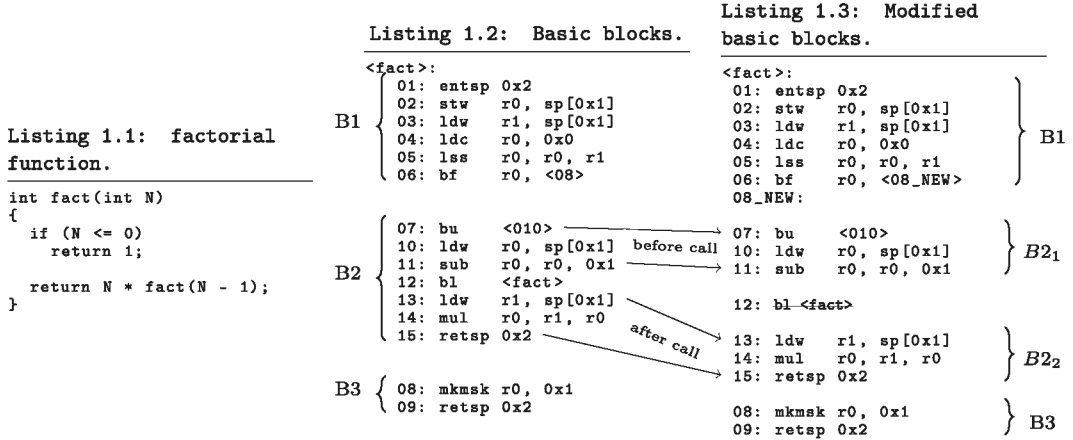 Listing 1.1: factorial
function.
int fact(int N)
{
if (N <= 0)
return 1;
return N * fact(N - 1);
}
Listing 1.2: Basic blocks.
<fact>:
B1
01: entsp 0x2
02: stw r0, sp[0x1]
03: ldw r1, sp[0x1]
04: ldc r0, 0x0
05: lss r0, r0, r1
06: bf r0, <08>
B2
07: bu <010>
10: ldw r0, sp[0x1]
11: sub r0, r0, 0x1
12: bl <fact>
13: ldw r1, sp[0x1]
14: mul r0, r1, r0
15: retsp 0x2
B3
08: mkmsk r0, 0x1
09: retsp 0x2
before call
after call
Listing 1.3: Modified
basic blocks.
<fact>:
01: entsp 0x2
02: stw r0, sp[0x1]
03: ldw r1, sp[0x1]
04: ldc r0, 0x0
05: lss r0, r0, r1
06: bf r0, <08_NEW>
08_NEW:
B1
07: bu <010>
10: ldw r0, sp[0x1]
11: sub r0, r0, 0x1
B2₁
12: bl <fact>
13: ldw r1, sp[0x1]
14: mul r0, r1, r0
15: retsp 0x2
B2₂
08: mkmsk r0, 0x1
09: retsp 0x2
B3